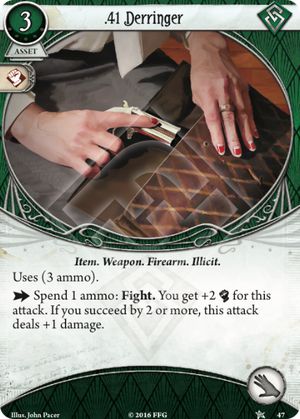 3
.41 Derringer
ASSET
Item. Weapon. Firearm. Illicit.
Uses (3 ammo).
Spend 1 ammo: Fight. You get +2 for this
attack. If you succeed by 2 or more, this attack
deals +1 damage.
Illus. John Pacer
© 2016 FFG
47